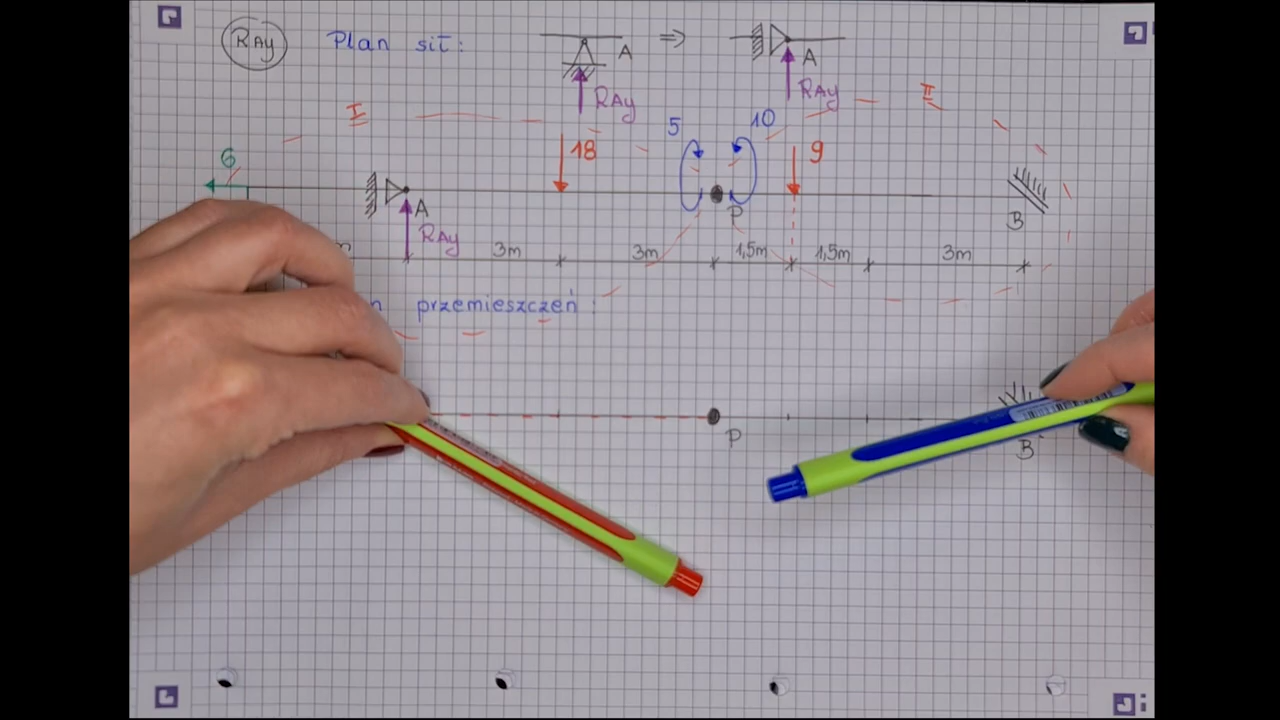 RAy Plan sił:
A ⇒ A
RAy RAy
I II
6 18 5 10 9
A P B
RAy
m 3m 3m 1,5m 1,5m 3m
n przemieszczeń:
P B